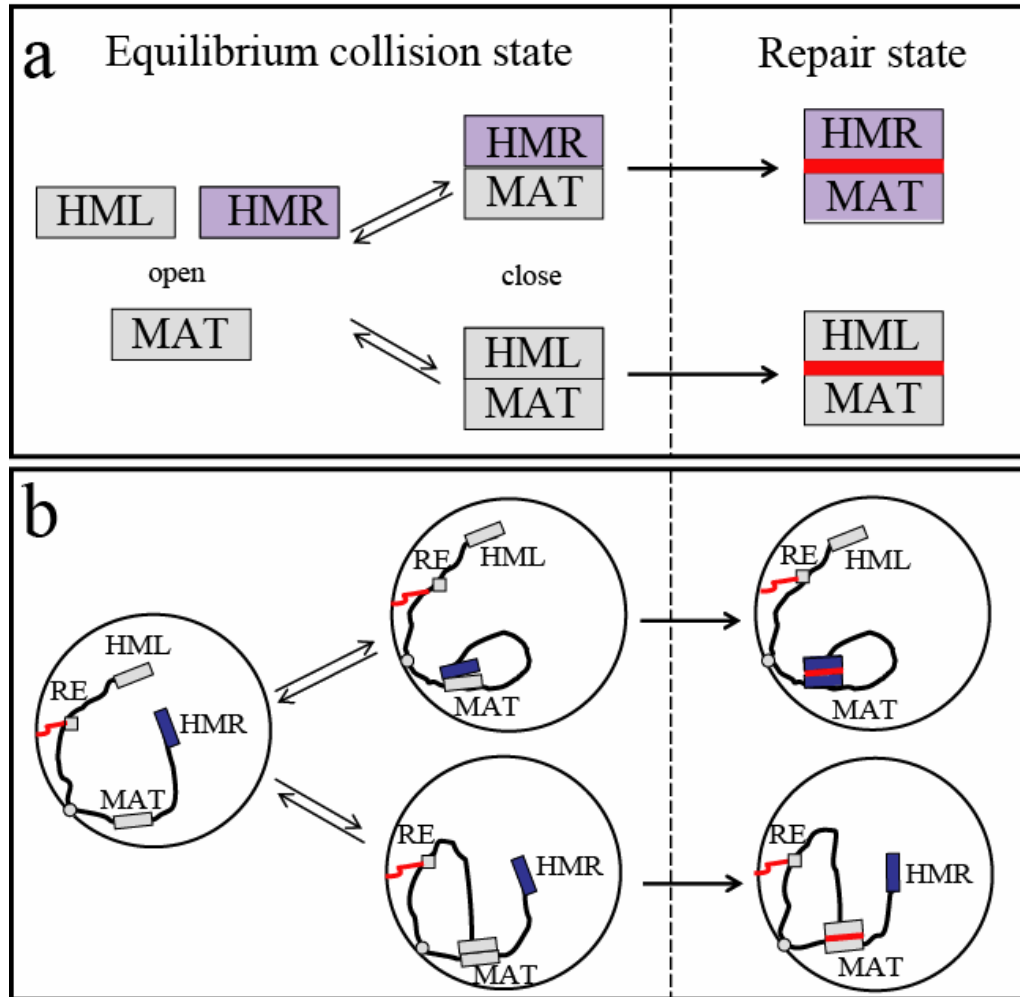 a
Equilibrium collision state
Repair state
HML
HMR
open
MAT
HMR
MAT
close
HML
MAT
HMR
MAT
HML
MAT
b
HML
RE
HMR
MAT
RE
HML
MAT
RE
HMR
MAT
RE
HML
MAT
RE
HMR
MAT